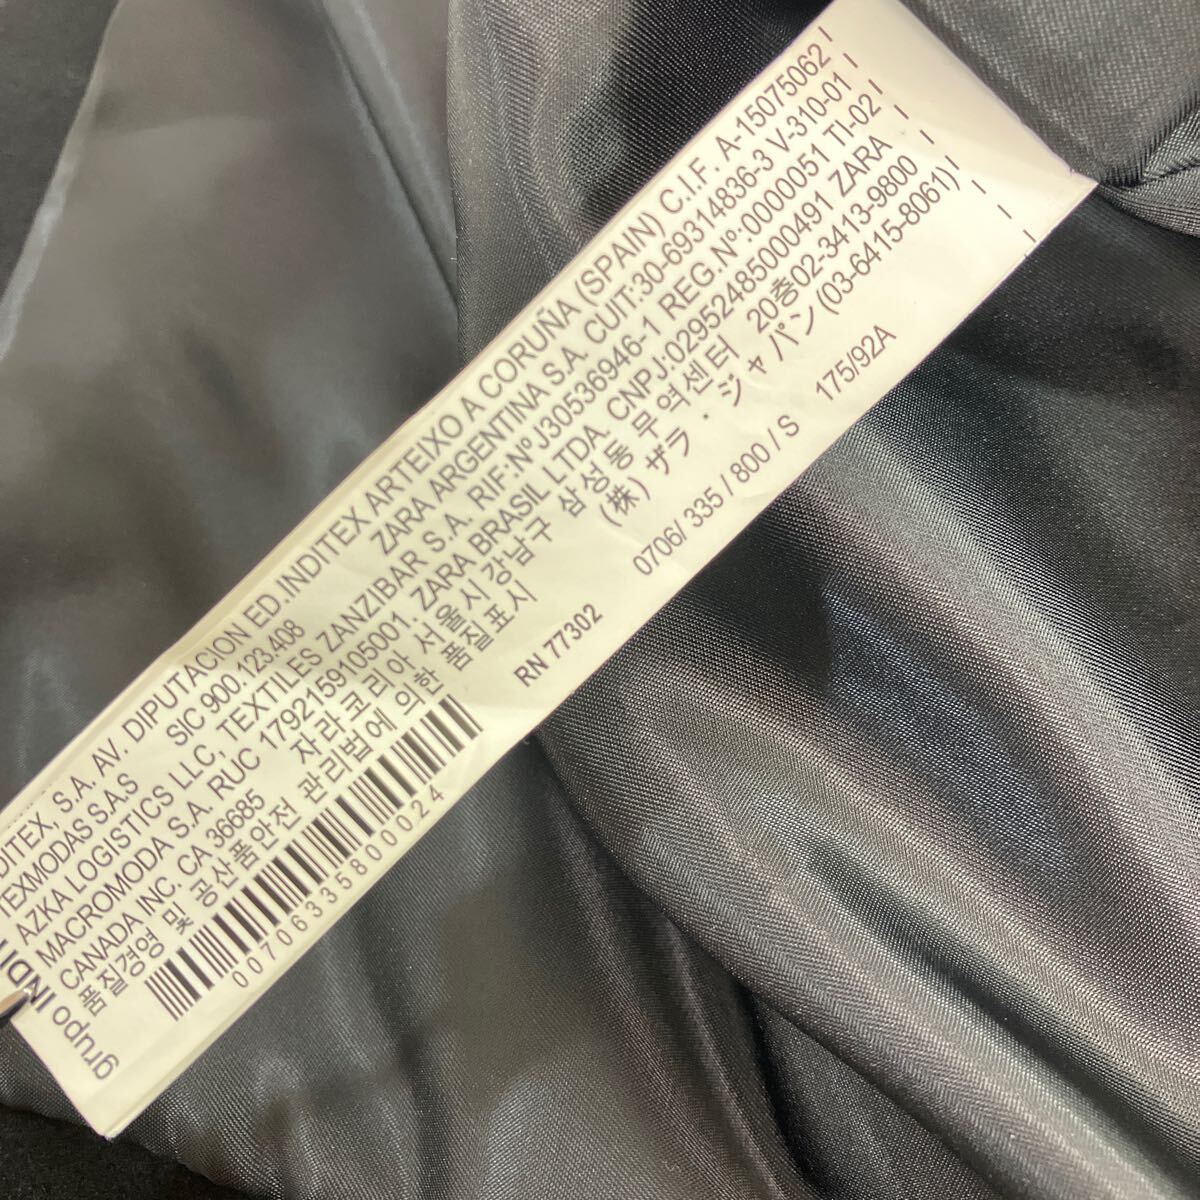 grupo INDI
DITEX, S.A. AV. DIPUTACION ED.INDITEX ARTEIXO A CORUÑA (SPAIN) C.I.F. A-15075062
TEXMODAS S.A.S SIC 900.123.408 ZARA ARGENTINA S.A. CUIT:30-69314836-3 V-310-01
AZKA LOGISTICS LLC, TEXTILES ZANZIBAR S.A. RIF:NºJ30536946-1 REG.Nº:0000051 TI-02
MACROMODA S.A. RUC 1792159105001. ZARA BRASIL LTDA. CNPJ:02952485000491 ZARA
CANADA INC. CA 36685 자라코리아 서울시강남구 삼성동 무역센터 20층02-3413-9800
품질경영 및 공산품안전 관리법에 의한 품질표시 (株) ザラ・ジャパン (03-6415-8061)
RN 77302
0706/ 335 / 800 / S 175/92A
00706335800024